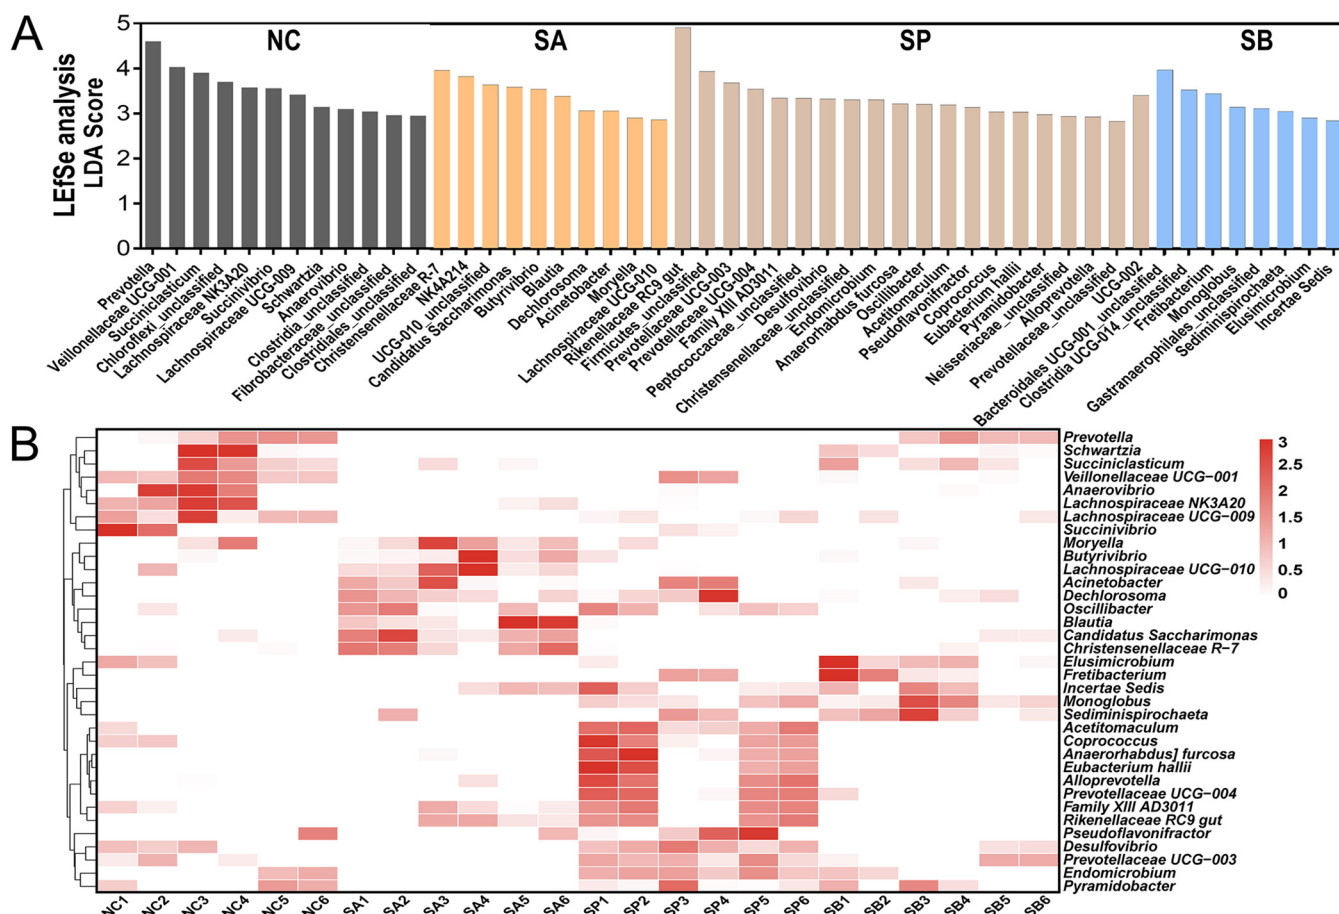 A
LEfSe analysis
LDA Score
5
4
3
2
1
0
NC
SA
SP
SB
Prevotella
Veillonellaceae UCG-001
Succiniclasticum
Chloroflexi_unclassified
Lachnospiraceae NK3A20
Succinivibrio
Lachnospiraceae UCG-009
Schwartzia
Anaerovibrio
Clostridia_unclassified
Fibrobacteraceae_unclassified
Clostridiales_unclassified
Christensenellaceae R-7
NK4A214
UCG-010_unclassified
Candidatus Saccharimonas
Butyrivibrio
Blautia
Dechlorosoma
Acinetobacter
Moryella
Lachnospiraceae UCG-010
Rikenellaceae RC9 gut
Firmicutes_unclassified
Prevotellaceae UCG-003
Prevotellaceae UCG-004
Family XIII AD3011
Peptococcaceae_unclassified
Desulfovibrio
Christensenellaceae_unclassified
Endomicrobium
Anaerorhabdus furcosa
Oscillibacter
Acetitomaculum
Pseudoflavonifractor
Coprococcus
Eubacterium hallii
Pyramidobacter
Neisseriaceae_unclassified
Alloprevotella
Prevotellaceae_unclassified
UCG-002
Bacteroidales UCG-001_unclassified
Clostridia UCG-014_unclassified
Fretibacterium
Monoglobus
Gastranaerophilales_unclassified
Sediminispirochaeta
Elusimicrobium
Incertae Sedis
B
Prevotella
Schwartzia
Succiniclasticum
Veillonellaceae UCG−001
Anaerovibrio
Lachnospiraceae NK3A20
Lachnospiraceae UCG−009
Succinivibrio
Moryella
Butyrivibrio
Lachnospiraceae UCG−010
Acinetobacter
Dechlorosoma
Oscillibacter
Blautia
Candidatus Saccharimonas
Christensenellaceae R−7
Elusimicrobium
Fretibacterium
Incertae Sedis
Monoglobus
Sediminispirochaeta
Acetitomaculum
Coprococcus
Anaerorhabdus] furcosa
Eubacterium hallii
Alloprevotella
Prevotellaceae UCG−004
Family XIII AD3011
Rikenellaceae RC9 gut
Pseudoflavonifractor
Desulfovibrio
Prevotellaceae UCG−003
Endomicrobium
Pyramidobacter
3
2.5
2
1.5
1
0.5
0
NC1 NC2 NC3 NC4 NC5 NC6 SA1 SA2 SA3 SA4 SA5 SA6 SP1 SP2 SP3 SP4 SP5 SP6 SB1 SB2 SB3 SB4 SB5 SB6